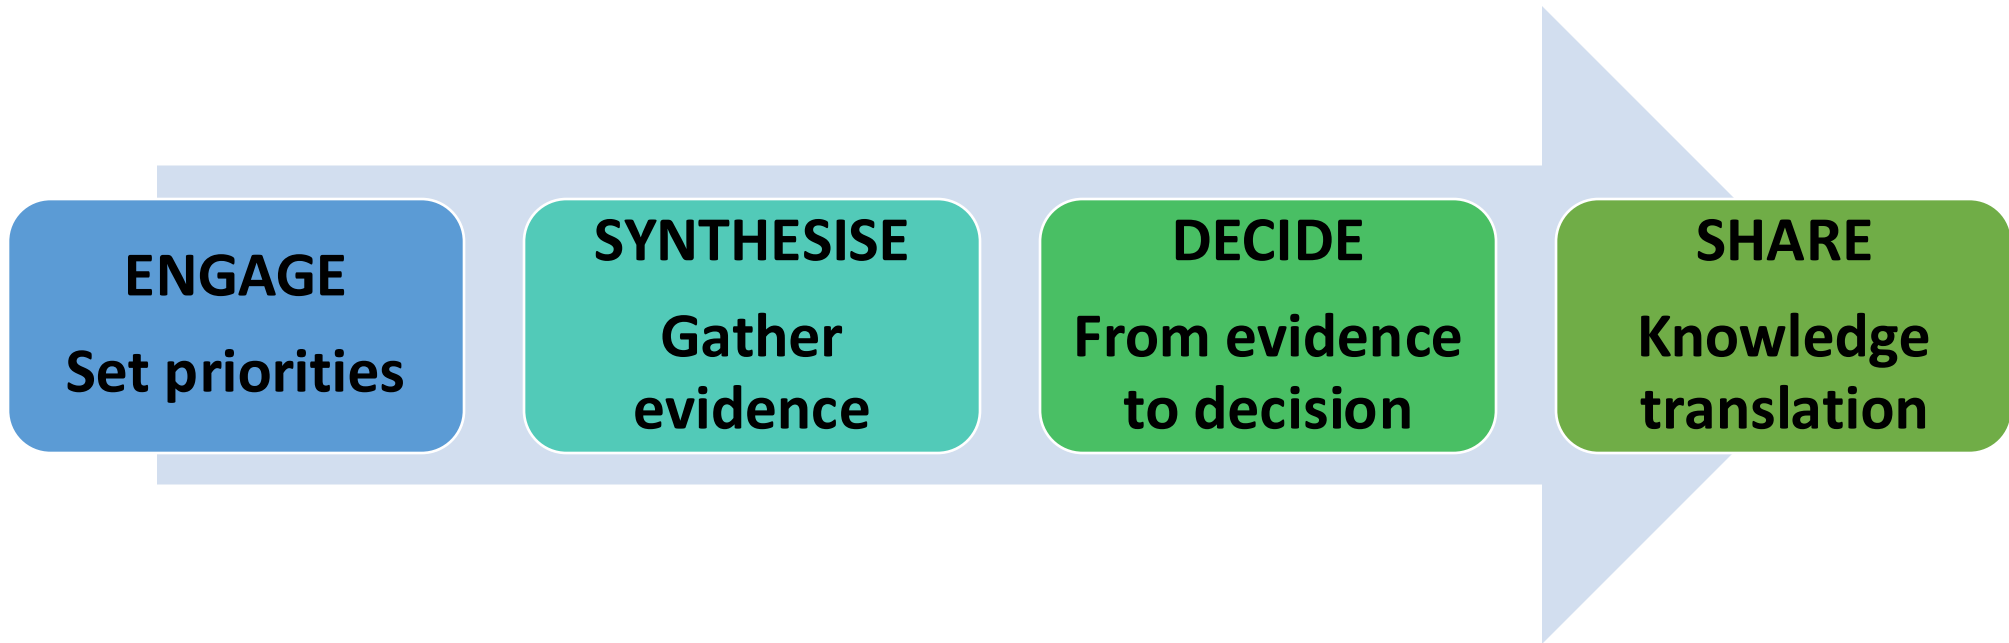 ENGAGE
Set priorities
SYNTHESISE
Gather
evidence
DECIDE
From evidence
to decision
SHARE
Knowledge
translation